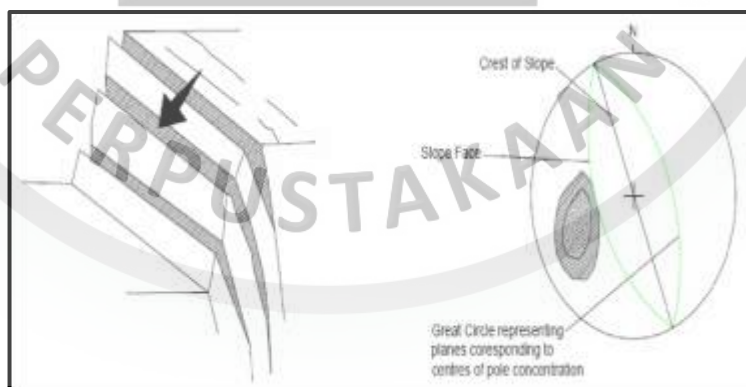 N
Crest of Slope
Slope Face
Great Circle representing
planes coresponding to
centres of pole concentration
PERPUSTAKAAN